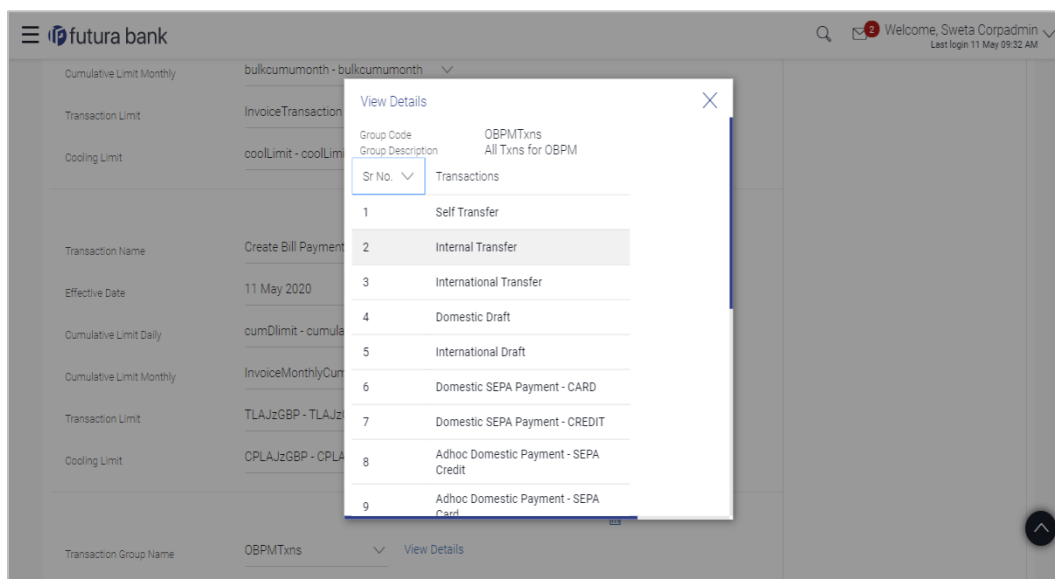 futura bank
2
Welcome, Sweta Corpadmin
Last login 11 May 09:32 AM
Cumulative Limit Monthly
bulkcumumonth - bulkcumumonth
Transaction Limit
InvoiceTransaction
Cooling Limit
coolLimit - coolLimi
Transaction Name
Create Bill Payment
Effective Date
11 May 2020
Cumulative Limit Daily
cumDlimit - cumula
Cumulative Limit Monthly
InvoiceMonthlyCum
Transaction Limit
TLAJzGBP - TLAJz
Cooling Limit
CPLAJzGBP - CPLA
Transaction Group Name
OBPMTxns
View Details
View Details
Group Code OBPMTxns
Group Description All Txns for OBPM
Sr No. Transactions
1 Self Transfer
2 Internal Transfer
3 International Transfer
4 Domestic Draft
5 International Draft
6 Domestic SEPA Payment - CARD
7 Domestic SEPA Payment - CREDIT
8 Adhoc Domestic Payment - SEPA
Credit
9 Adhoc Domestic Payment - SEPA
Card